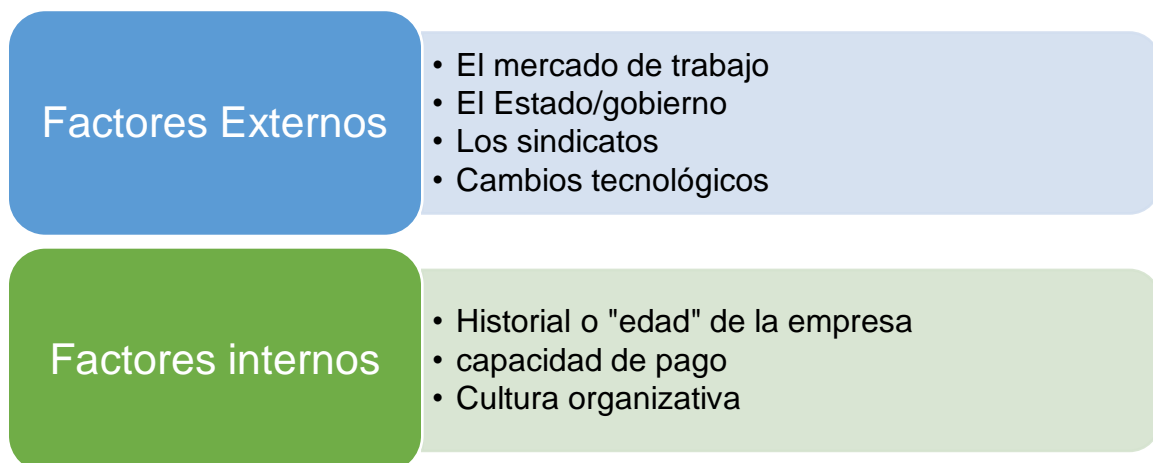 Factores Externos
• El mercado de trabajo
• El Estado/gobierno
• Los sindicatos
• Cambios tecnológicos
Factores internos
• Historial o "edad" de la empresa
• capacidad de pago
• Cultura organizativa